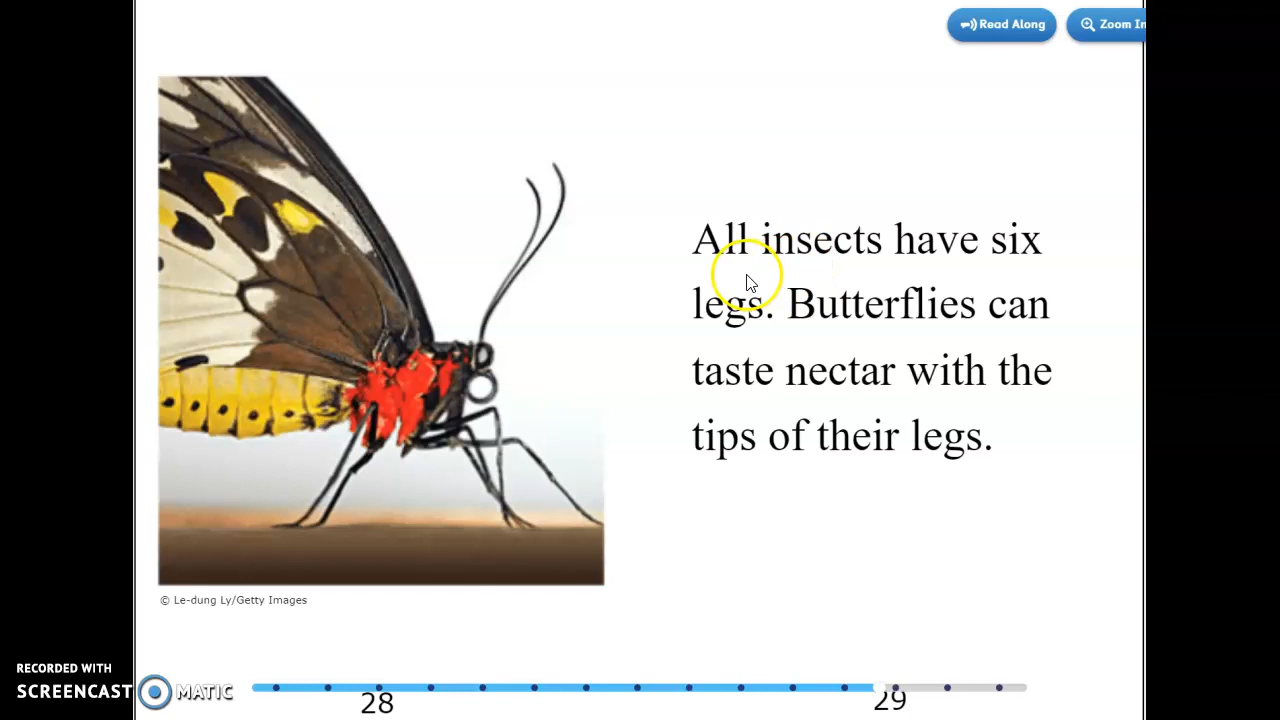 Read Along
Zoom In
All insects have six
legs. Butterflies can
taste nectar with the
tips of their legs.
© Le-dung Ly/Getty Images
RECORDED WITH
SCREENCAST MATIC
28
29